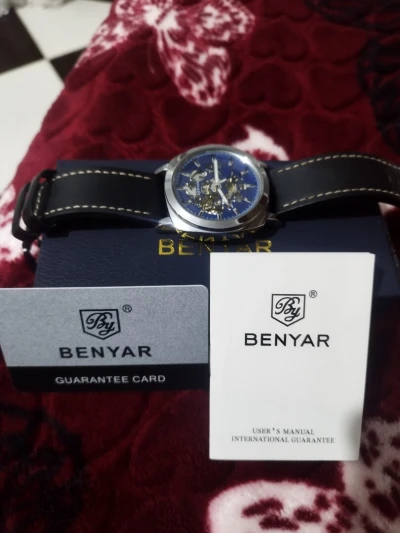 BENYAR
By ®
BENYAR
GUARANTEE CARD
By ®
BENYAR
USER'S MANUAL
INTERNATIONAL GUARANTEE